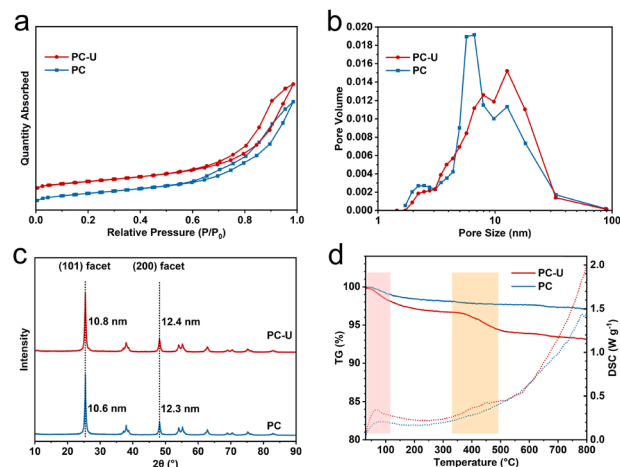 a
PC-U
PC
Quantity Absorbed
0.0 0.2 0.4 0.6 0.8 1.0
Relative Pressure (P/P0)
b
PC-U
PC
Pore Volume
0.020
0.018
0.016
0.014
0.012
0.010
0.008
0.006
0.004
0.002
0.000
1 10 100
Pore Size (nm)
c
(101) facet (200) facet
10.8 nm 12.4 nm
PC-U
10.6 nm 12.3 nm
PC
Intensity
10 20 30 40 50 60 70 80 90
2θ (°)
d
PC-U
PC
TG (%)
100
95
90
85
80
DSC (W g-1)
2.0
1.5
1.0
0.5
0.0
100 200 300 400 500 600 700 800
Temperature (°C)